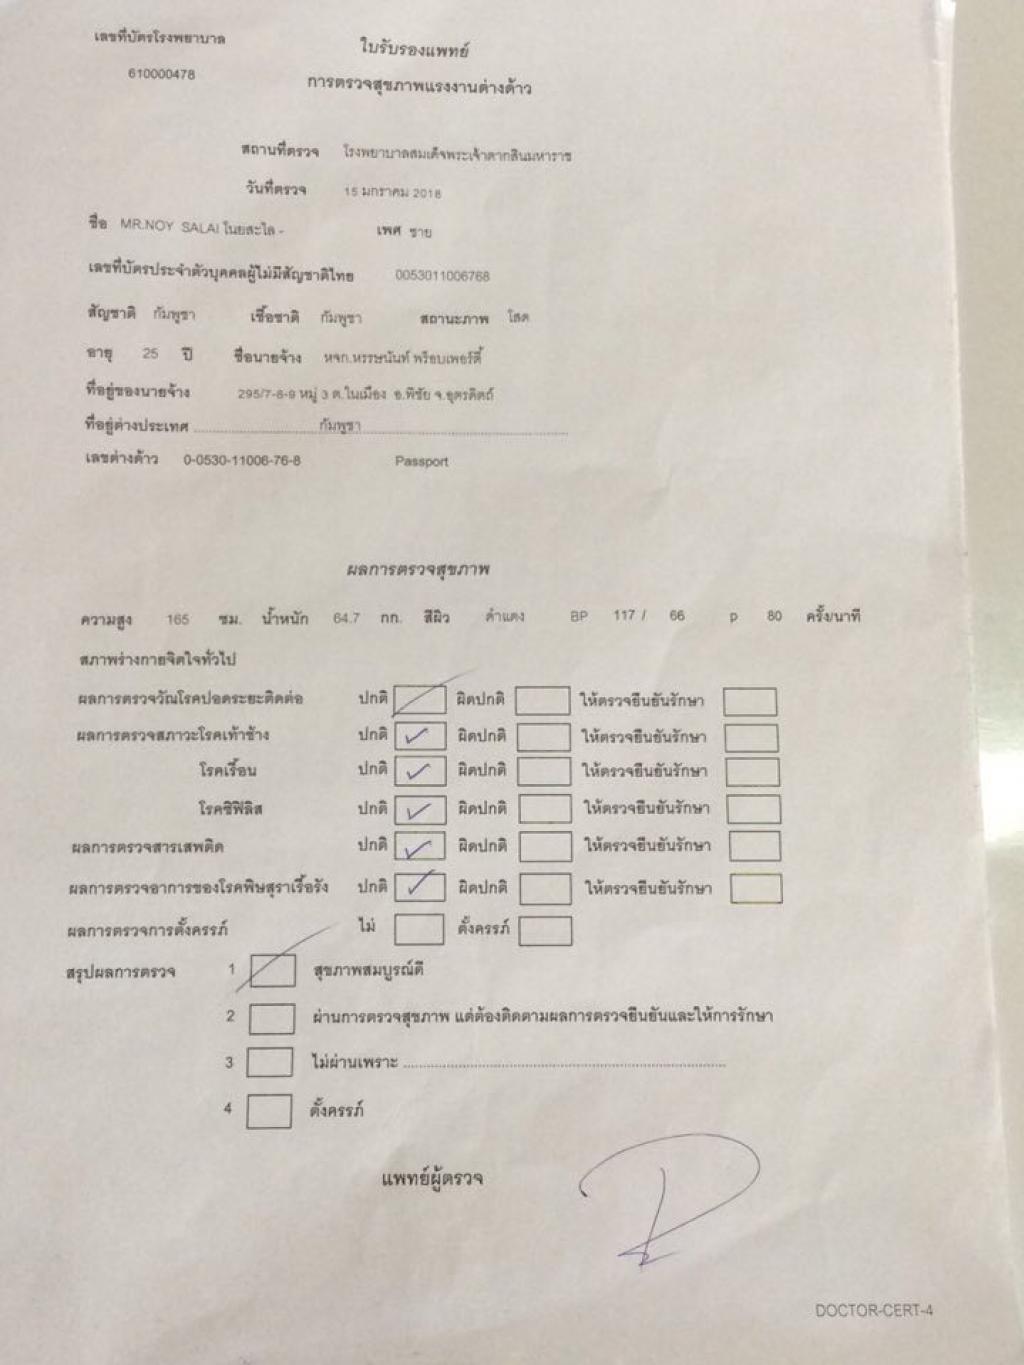 เลขที่บัตรโรงพยาบาล
610000478
ใบรับรองแพทย์
การตรวจสุขภาพแรงงานต่างด้าว
สถานที่ตรวจ โรงพยาบาลสมเด็จพระเจ้าตากสินมหาราช
วันที่ตรวจ 15 มกราคม 2018
ชื่อ MR.NOY SALAI ในยสะไล - เพศ ชาย
เลขที่บัตรประจำตัวบุคคลผู้ไม่มีสัญชาติไทย 0053011006768
สัญชาติ กัมพูชา เชื้อชาติ กัมพูชา สถานะภาพ โสด
อายุ 25 ปี ชื่อนายจ้าง หจก.หรรษนันท์ พร็อบเพอร์ตี้
ที่อยู่ของนายจ้าง 295/7-8-9 หมู่ 3 ต.ในเมือง อ.พิชัย จ.อุตรดิตถ์
ที่อยู่ต่างประเทศ กัมพูชา
เลขต่างด้าว 0-0530-11006-76-8 Passport
ผลการตรวจสุขภาพ
ความสูง 165 ซม. น้ำหนัก 64.7 กก. สีผิว ดำแดง BP 117 / 66 p 80 ครั้ง/นาที
สภาพร่างกายจิตใจทั่วไป
ผลการตรวจวัณโรคปอดระยะติดต่อ ปกติ ผิดปกติ ให้ตรวจยืนยันรักษา
ผลการตรวจสภาวะโรคเท้าช้าง ปกติ ผิดปกติ ให้ตรวจยืนยันรักษา
โรคเรื้อน ปกติ ผิดปกติ ให้ตรวจยืนยันรักษา
โรคซิฟิลิส ปกติ ผิดปกติ ให้ตรวจยืนยันรักษา
ผลการตรวจสารเสพติด ปกติ ผิดปกติ ให้ตรวจยืนยันรักษา
ผลการตรวจอาการของโรคพิษสุราเรื้อรัง ปกติ ผิดปกติ ให้ตรวจยืนยันรักษา
ผลการตรวจการตั้งครรภ์ ไม่ ตั้งครรภ์
สรุปผลการตรวจ 1 สุขภาพสมบูรณ์ดี
2 ผ่านการตรวจสุขภาพ แต่ต้องติดตามผลการตรวจยืนยันและให้การรักษา
3 ไม่ผ่านเพราะ
4 ตั้งครรภ์
แพทย์ผู้ตรวจ
DOCTOR-CERT-4